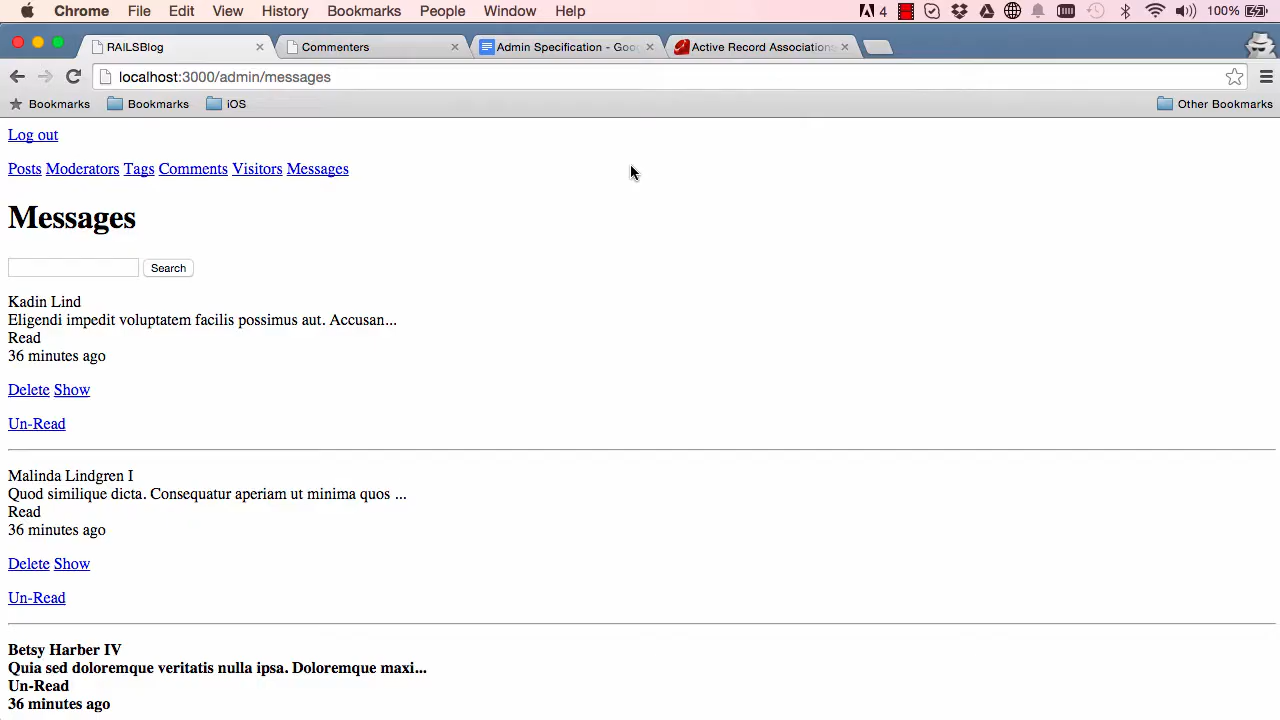 Chrome File Edit View History Bookmarks People Window Help 4 100%
RAILSBlog Commenters Admin Specification - Goo Active Record Associations
localhost:3000/admin/messages
Bookmarks Bookmarks iOS Other Bookmarks
Log out
Posts Moderators Tags Comments Visitors Messages
Messages
Search
Kadin Lind
Eligendi impedit voluptatem facilis possimus aut. Accusan...
Read
36 minutes ago
Delete Show
Un-Read
Malinda Lindgren I
Quod similique dicta. Consequatur aperiam ut minima quos ...
Read
36 minutes ago
Delete Show
Un-Read
Betsy Harber IV
Quia sed doloremque veritatis nulla ipsa. Doloremque maxi...
Un-Read
36 minutes ago